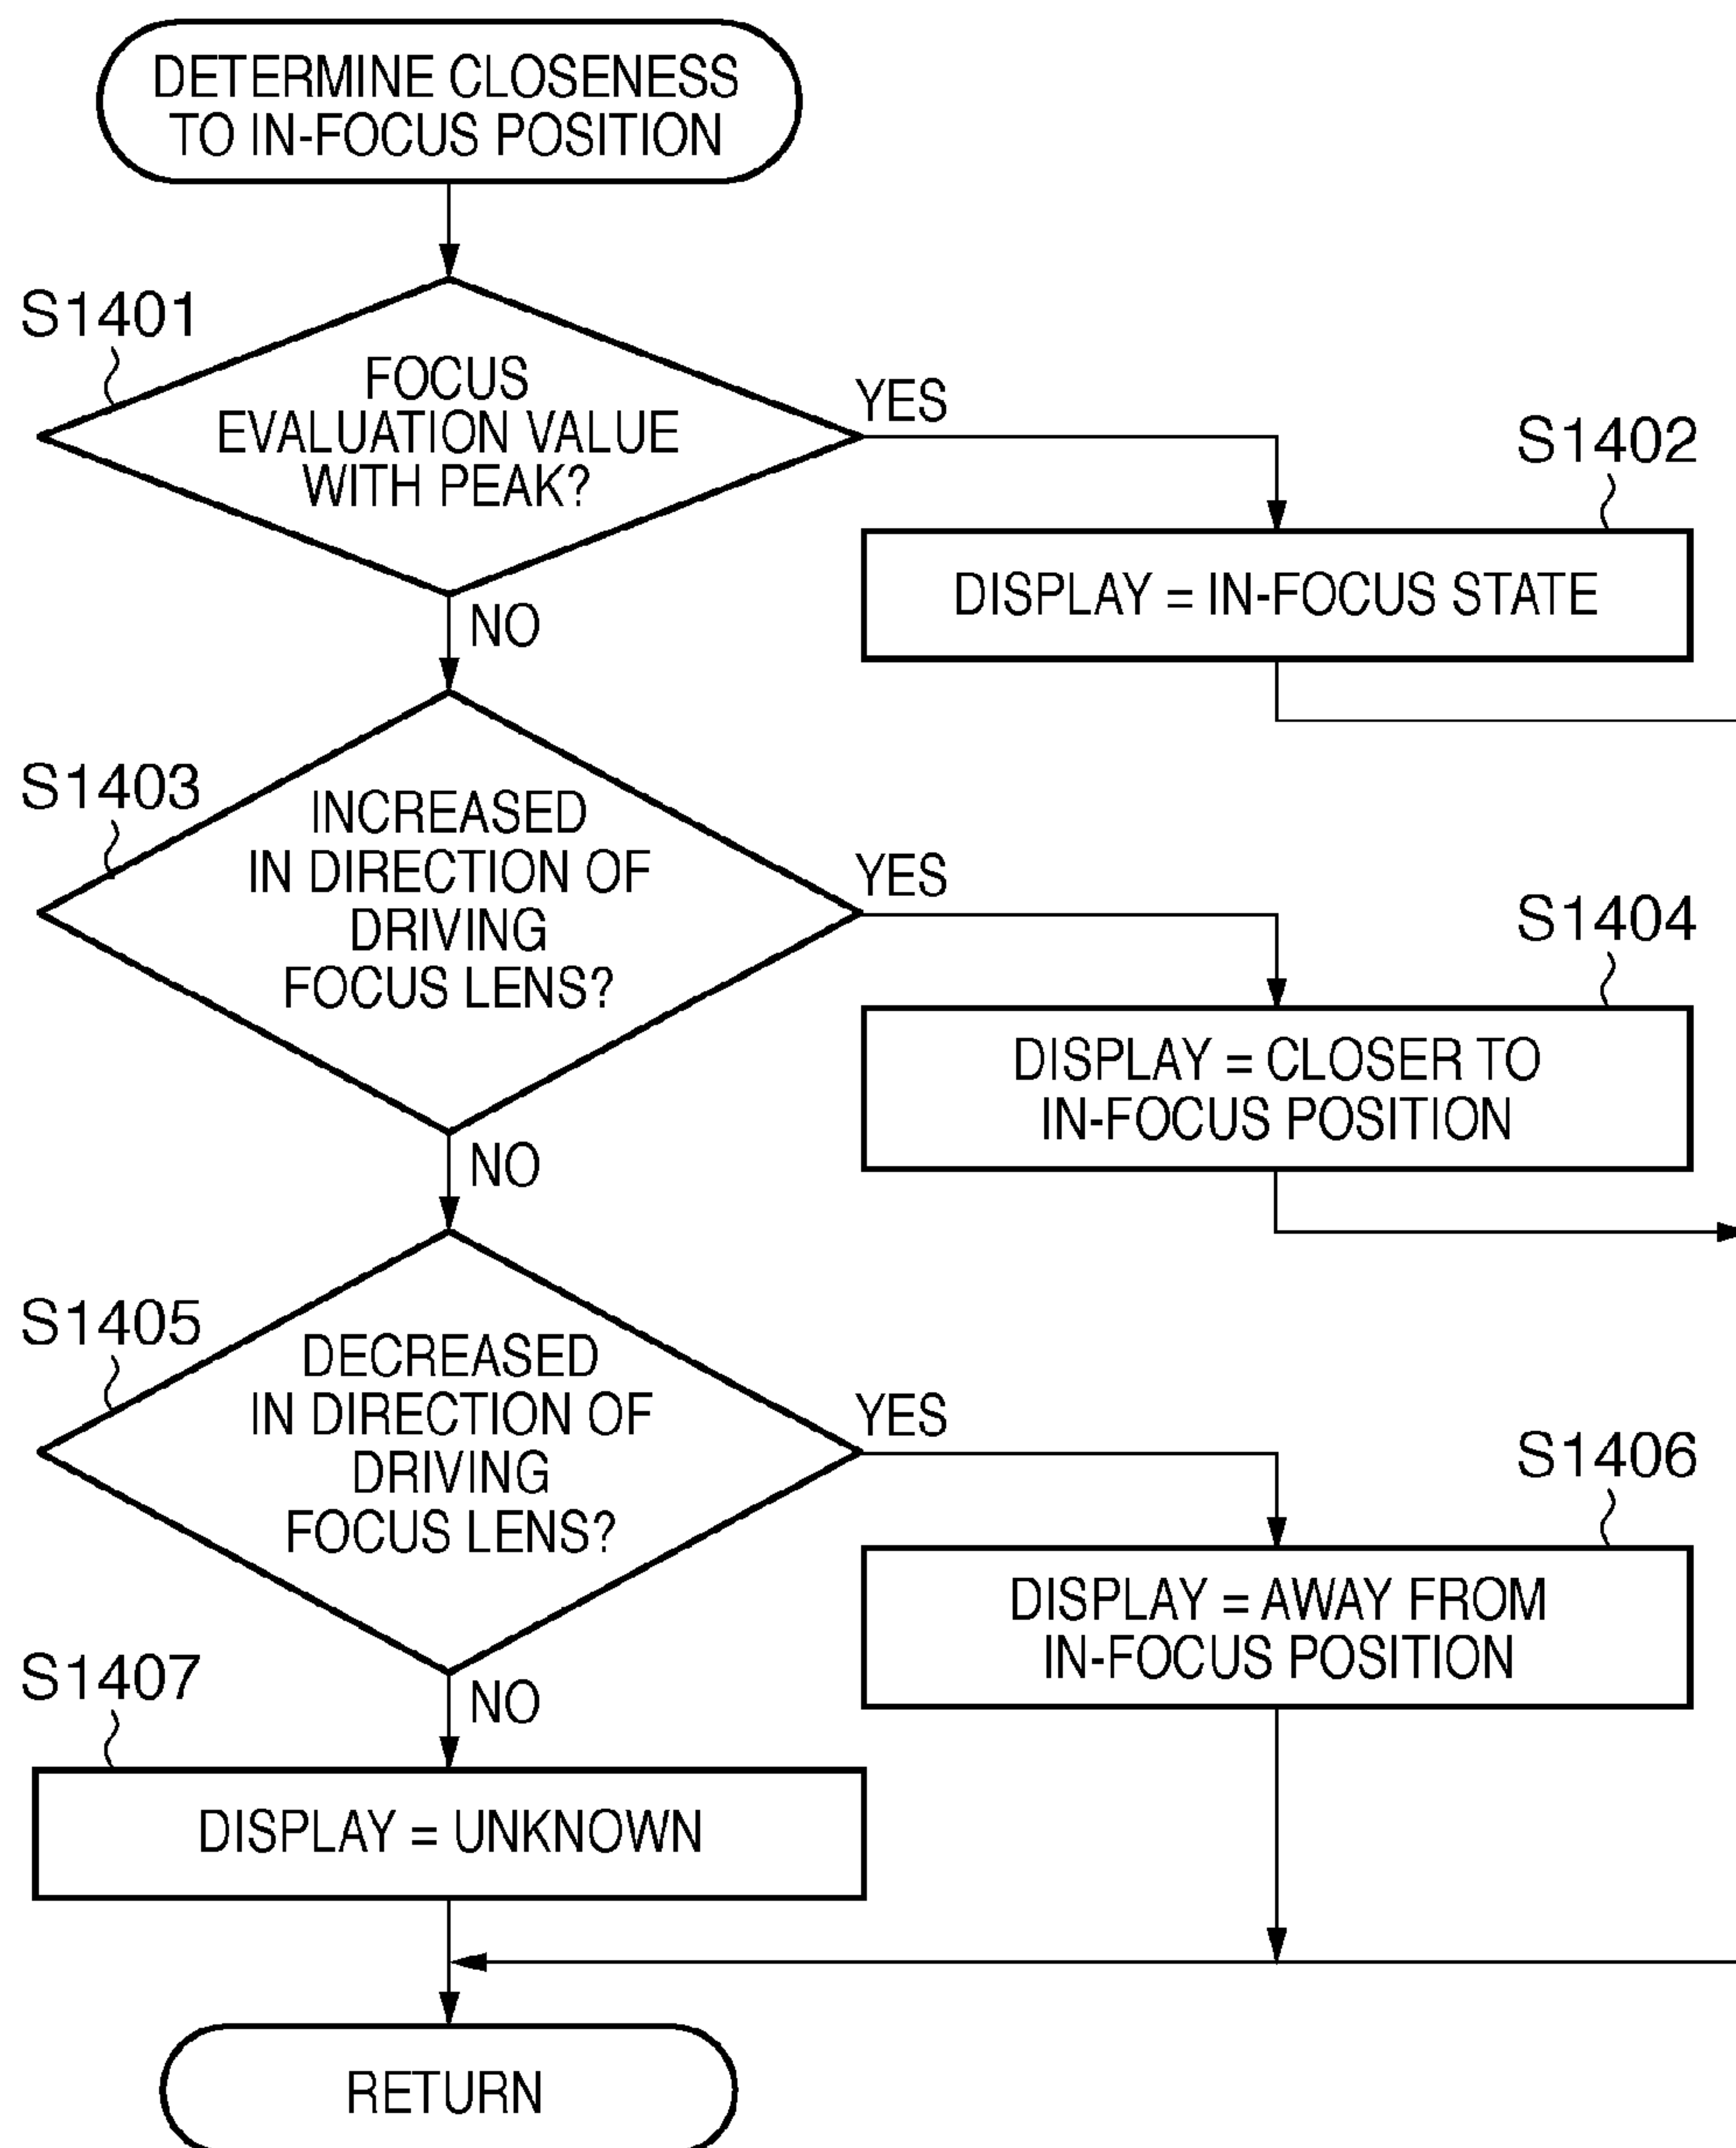 DETERMINE CLOSENESS
TO IN-FOCUS POSITION
S1401
FOCUS
EVALUATION VALUE
WITH PEAK?
YES
S1402
DISPLAY = IN-FOCUS STATE
NO
S1403
INCREASED
IN DIRECTION OF
DRIVING
FOCUS LENS?
YES
S1404
DISPLAY = CLOSER TO
IN-FOCUS POSITION
NO
S1405
DECREASED
IN DIRECTION OF
DRIVING
FOCUS LENS?
YES
S1406
DISPLAY = AWAY FROM
IN-FOCUS POSITION
NO
S1407
DISPLAY = UNKNOWN
RETURN